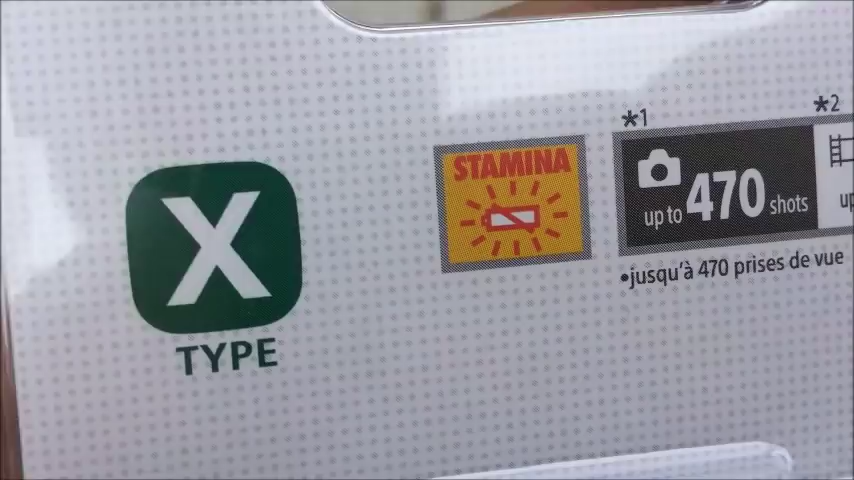 X
TYPE
STAMINA
*1
*2
up to 470 shots
•jusqu'à 470 prises de vue